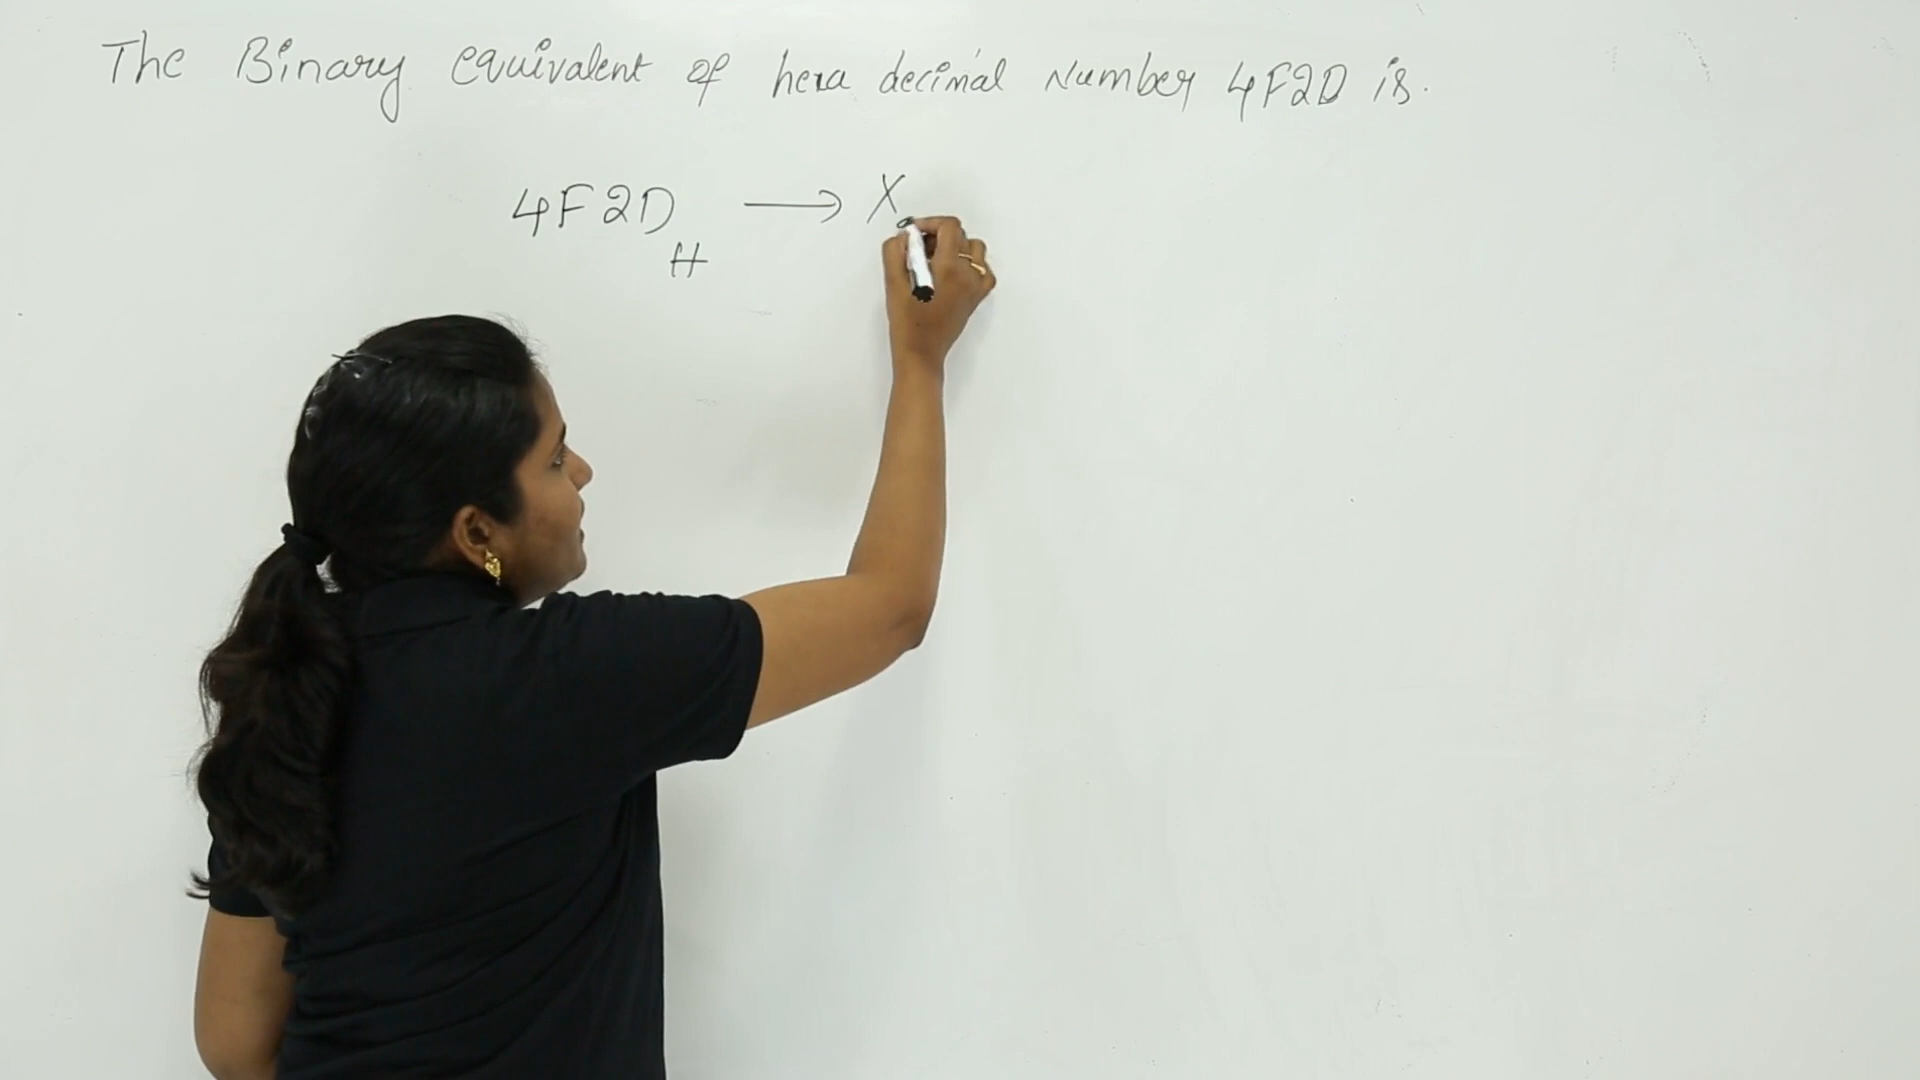 The Binary equivalent of hexa decimal Number 4F2D is.
4F2D H → X